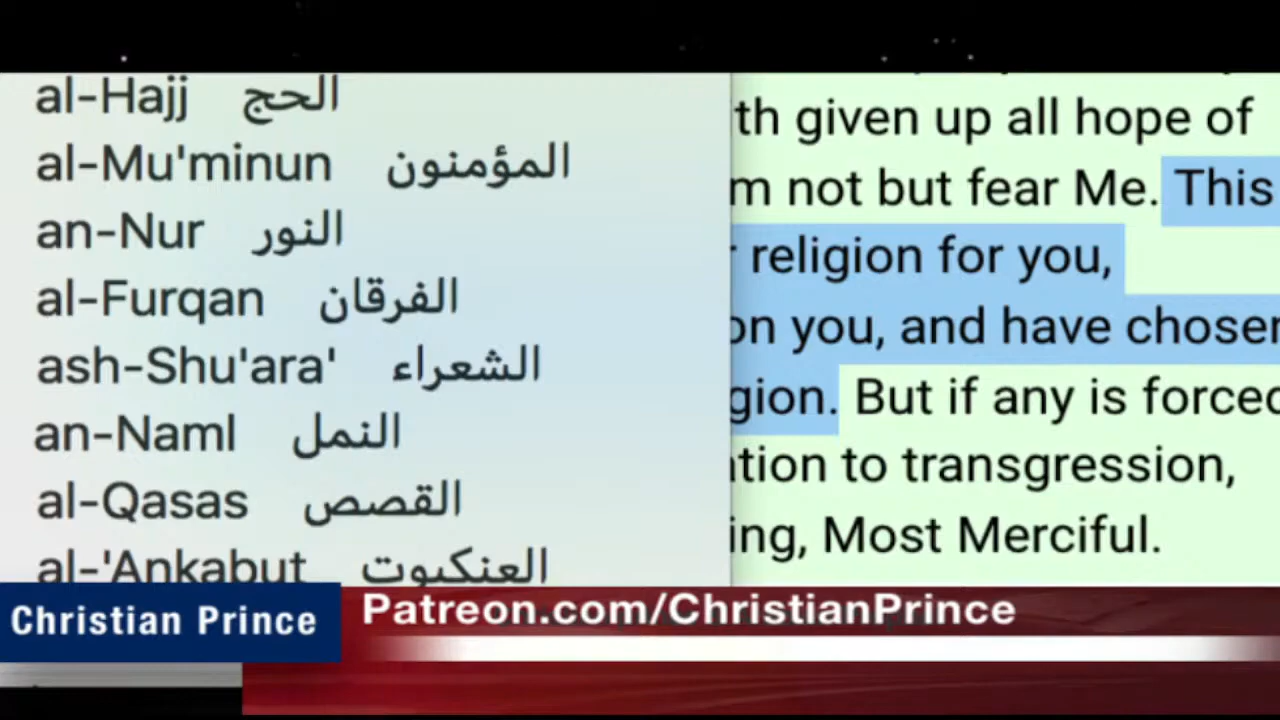 al-Hajj الحج
al-Mu'minun المؤمنون
an-Nur النور
al-Furqan الفرقان
ash-Shu'ara' الشعراء
an-Naml النمل
al-Qasas القصص
al-'Ankabut العنكبوت
th given up all hope of
m not but fear Me. This
religion for you,
on you, and have chosen
gion. But if any is forced
tion to transgression,
ing, Most Merciful.
Christian Prince
Patreon.com/ChristianPrince